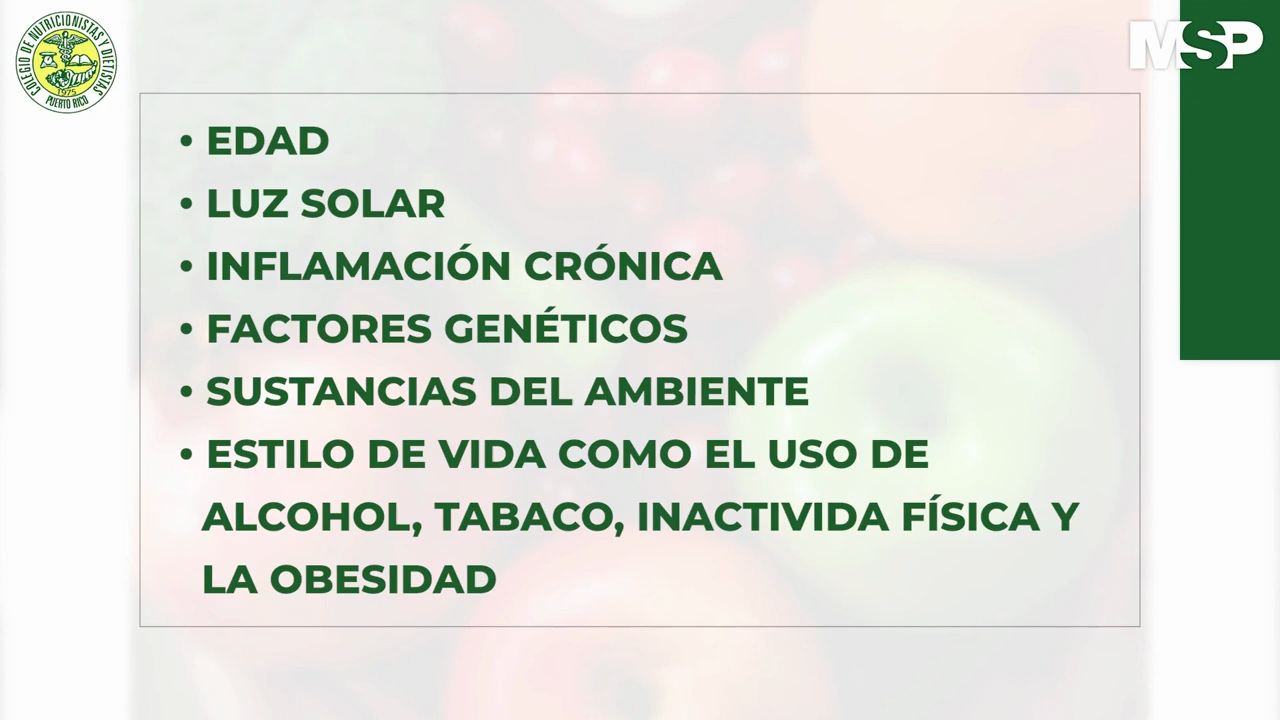 COLEGIO DE NUTRICIONISTAS Y DIETISTAS
1975
PUERTO RICO
MSP
• EDAD
• LUZ SOLAR
• INFLAMACIÓN CRÓNICA
• FACTORES GENÉTICOS
• SUSTANCIAS DEL AMBIENTE
• ESTILO DE VIDA COMO EL USO DE
ALCOHOL, TABACO, INACTIVIDA FÍSICA Y
LA OBESIDAD